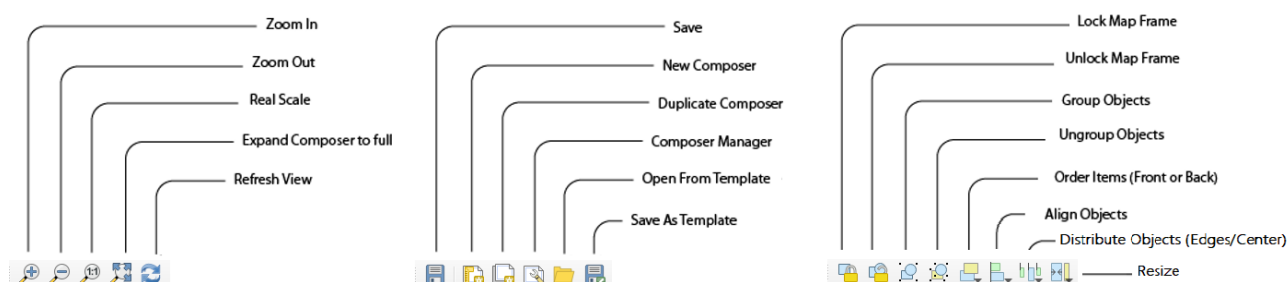 Zoom In
Zoom Out
Real Scale
Expand Composer to full
Refresh View
1:1
Save
New Composer
Duplicate Composer
Composer Manager
Open From Template
Save As Template
Lock Map Frame
Unlock Map Frame
Group Objects
Ungroup Objects
Order Items (Front or Back)
Align Objects
Distribute Objects (Edges/Center)
Resize